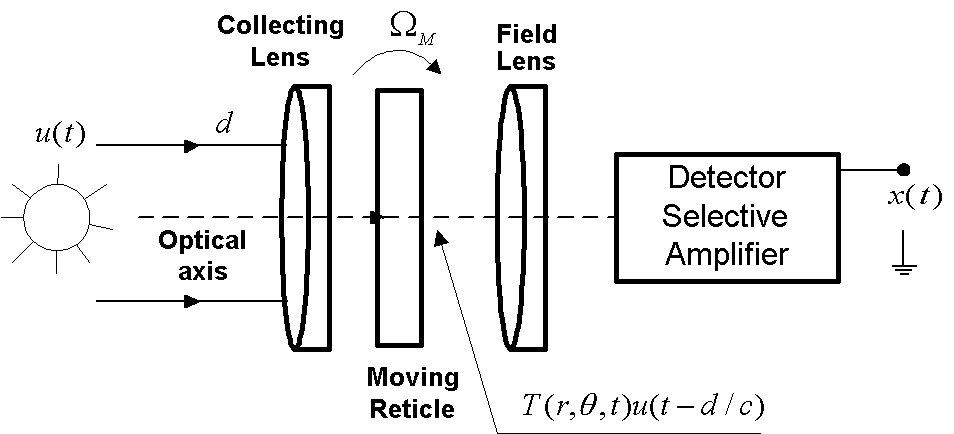 Collecting
Lens
Ω_M
Field
Lens
u(t)
d
Optical
axis
Detector
Selective
Amplifier
x(t)
Moving
Reticle
T(r,θ,t)u(t−d/c)